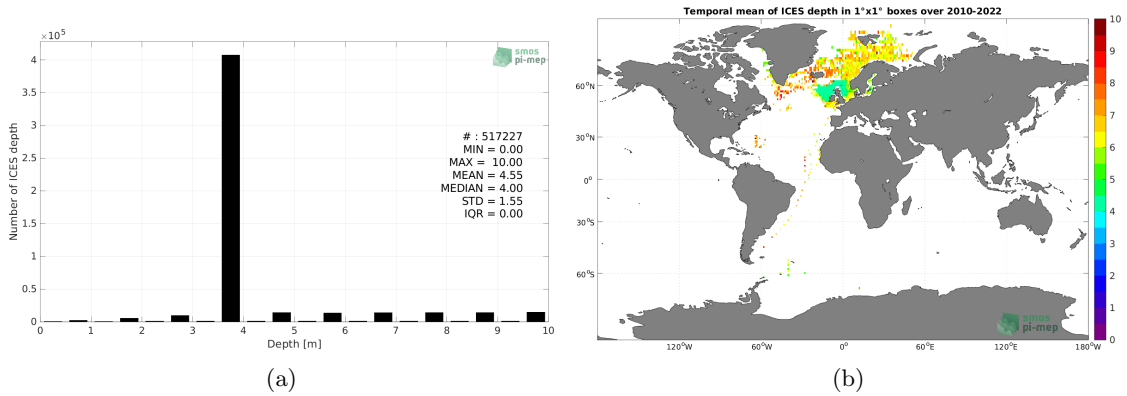 ×10⁵
4
3.5
3
2.5
2
1.5
1
0.5
0
Number of ICES depth
# : 517227
MIN = 0.00
MAX = 10.00
MEAN = 4.55
MEDIAN = 4.00
STD = 1.55
IQR = 0.00
smos
pi-mep
0 1 2 3 4 5 6 7 8 9 10
Depth [m]
(a)
Temporal mean of ICES depth in 1°x1° boxes over 2010-2022
60°N
30°N
0°
30°S
60°S
120°W 60°W 0° 60°E 120°E 180°W
smos
pi-mep
10
9
8
7
6
5
4
3
2
1
0
(b)